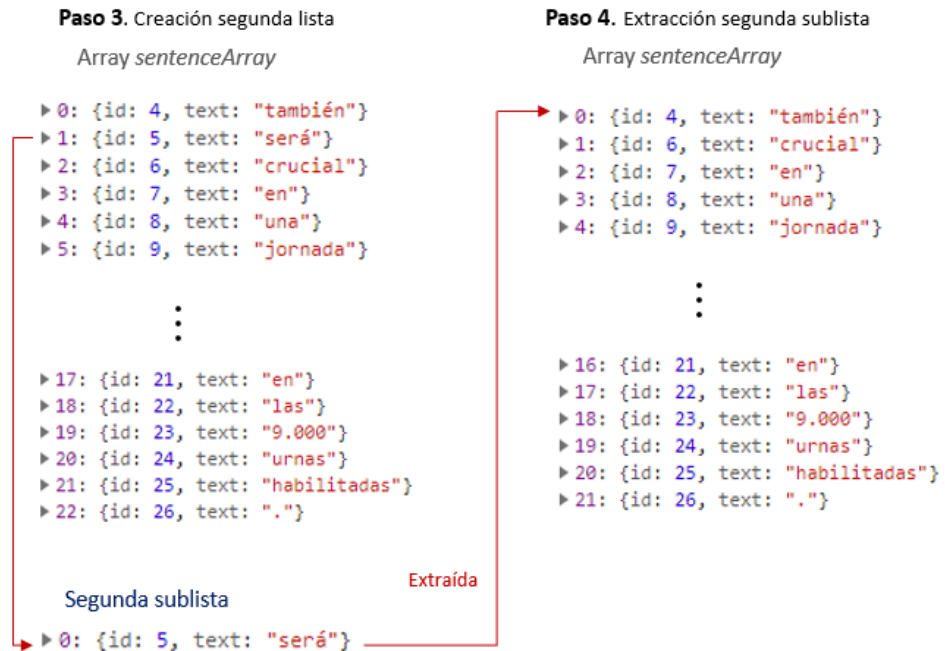 Paso 3. Creación segunda lista
Array sentenceArray
▶ 0: {id: 4, text: "también"}
▶ 1: {id: 5, text: "será"}
▶ 2: {id: 6, text: "crucial"}
▶ 3: {id: 7, text: "en"}
▶ 4: {id: 8, text: "una"}
▶ 5: {id: 9, text: "jornada"}
▶ 17: {id: 21, text: "en"}
▶ 18: {id: 22, text: "las"}
▶ 19: {id: 23, text: "9.000"}
▶ 20: {id: 24, text: "urnas"}
▶ 21: {id: 25, text: "habilitadas"}
▶ 22: {id: 26, text: "."}
Segunda sublista
▶ 0: {id: 5, text: "será"}
Extraída
Paso 4. Extracción segunda sublista
Array sentenceArray
▶ 0: {id: 4, text: "también"}
▶ 1: {id: 6, text: "crucial"}
▶ 2: {id: 7, text: "en"}
▶ 3: {id: 8, text: "una"}
▶ 4: {id: 9, text: "jornada"}
▶ 16: {id: 21, text: "en"}
▶ 17: {id: 22, text: "las"}
▶ 18: {id: 23, text: "9.000"}
▶ 19: {id: 24, text: "urnas"}
▶ 20: {id: 25, text: "habilitadas"}
▶ 21: {id: 26, text: "."}